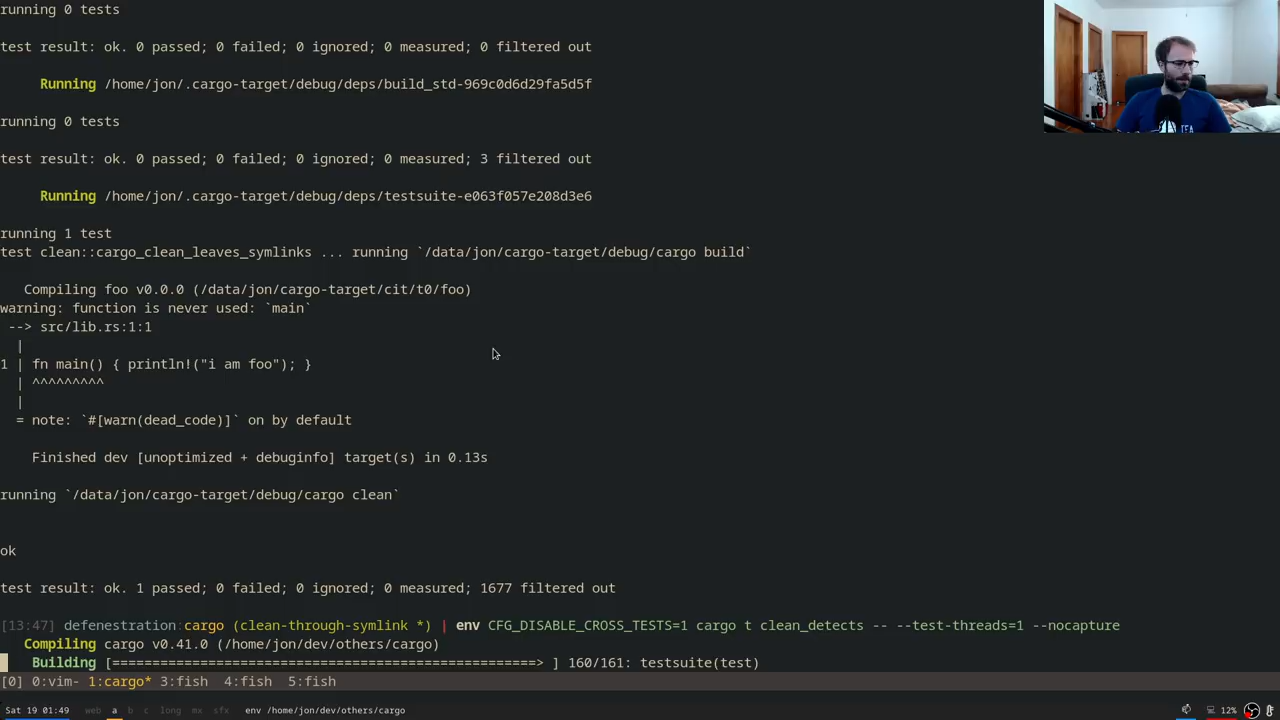 running 0 tests
test result: ok. 0 passed; 0 failed; 0 ignored; 0 measured; 0 filtered out
Running /home/jon/.cargo-target/debug/deps/build_std-969c0d6d29fa5d5f
running 0 tests
test result: ok. 0 passed; 0 failed; 0 ignored; 0 measured; 3 filtered out
Running /home/jon/.cargo-target/debug/deps/testsuite-e063f057e208d3e6
running 1 test
test clean::cargo_clean_leaves_symlinks ... running `/data/jon/cargo-target/debug/cargo build`
Compiling foo v0.0.0 (/data/jon/cargo-target/cit/t0/foo)
warning: function is never used: `main`
--> src/lib.rs:1:1
|
1 | fn main() { println!("i am foo"); }
| ^^^^^^^^^
|
= note: `#[warn(dead_code)]` on by default
Finished dev [unoptimized + debuginfo] target(s) in 0.13s
running `/data/jon/cargo-target/debug/cargo clean`
ok
test result: ok. 1 passed; 0 failed; 0 ignored; 0 measured; 1677 filtered out
[13:47] defenestration:cargo (clean-through-symlink *) | env CFG_DISABLE_CROSS_TESTS=1 cargo t clean_detects -- --test-threads=1 --nocapture
Compiling cargo v0.41.0 (/home/jon/dev/others/cargo)
Building [====================================================> ] 160/161: testsuite(test)
[0] 0:vim- 1:cargo* 3:fish 4:fish 5:fish
Sat 19 01:49 web a b c long mx sfx env /home/jon/dev/others/cargo 12%